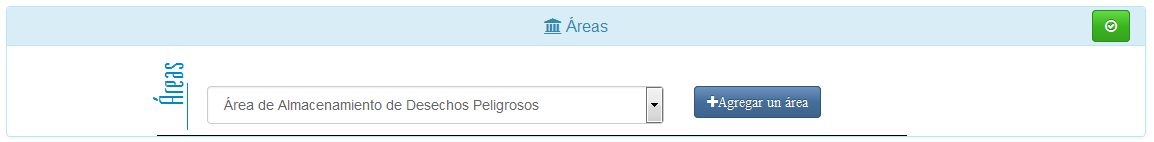 Áreas
Áreas
Área de Almacenamiento de Desechos Peligrosos
Agregar un área